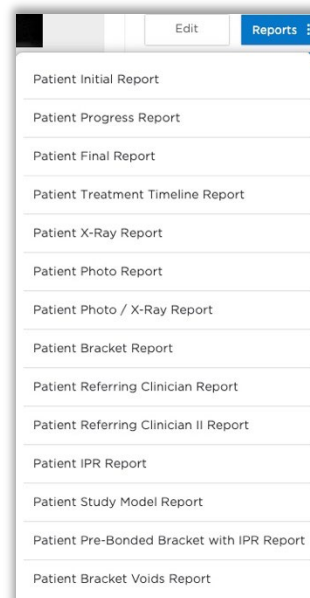 Edit
Reports
Patient Initial Report
Patient Progress Report
Patient Final Report
Patient Treatment Timeline Report
Patient X-Ray Report
Patient Photo Report
Patient Photo / X-Ray Report
Patient Bracket Report
Patient Referring Clinician Report
Patient Referring Clinician II Report
Patient IPR Report
Patient Study Model Report
Patient Pre-Bonded Bracket with IPR Report
Patient Bracket Voids Report